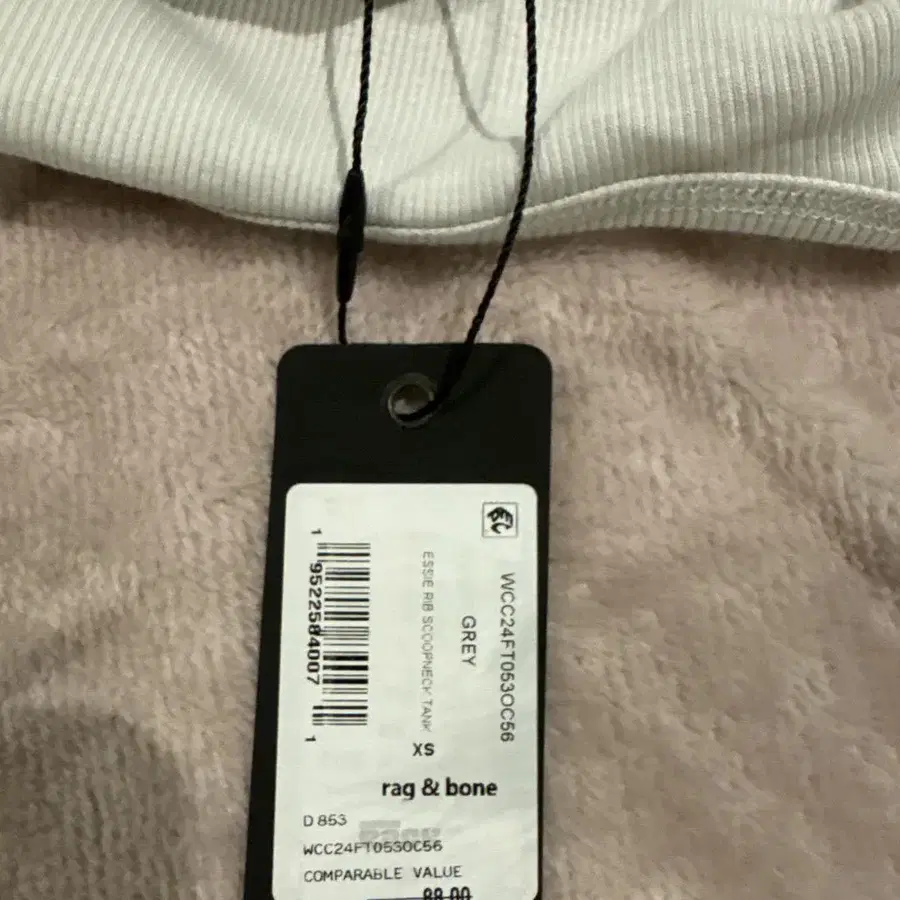 WCC24FT053OC56
GREY
ESSIE RIB SCOOPNECK TANK
1 9522584007 1
XS
rag & bone
D 853
WCC24FT053OC56
COMPARABLE VALUE
88.00